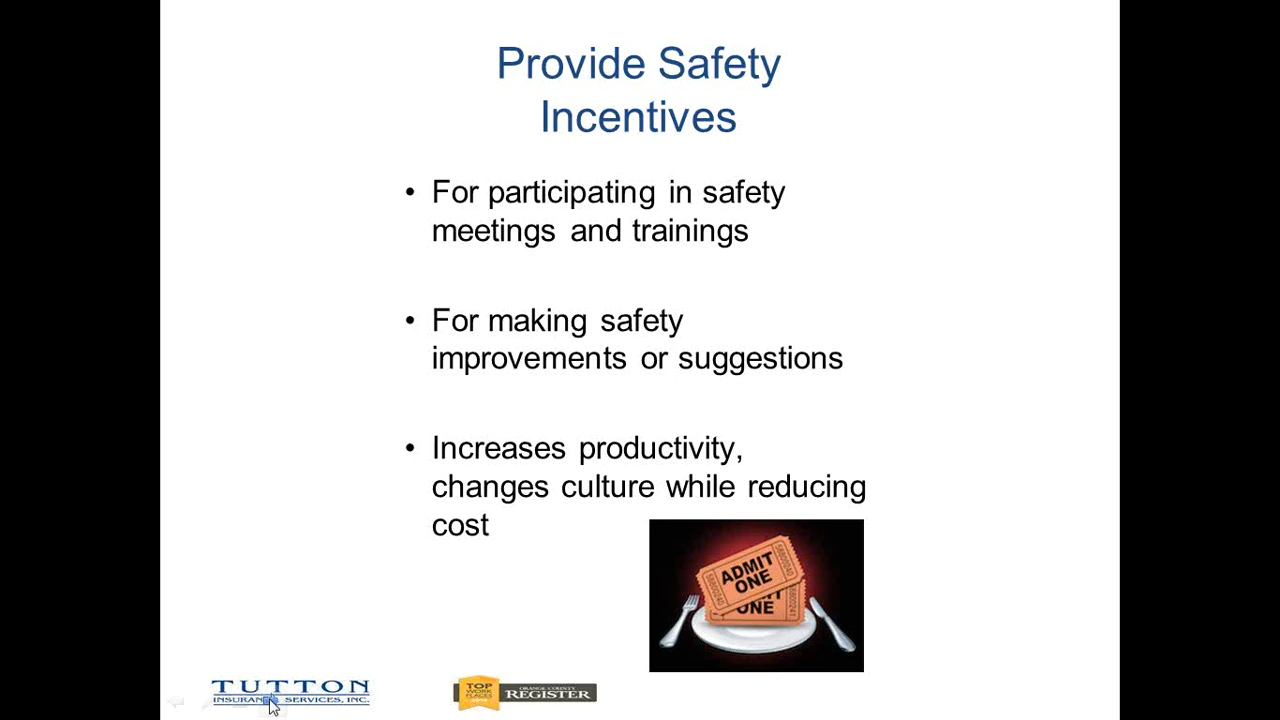 Provide Safety
Incentives
• For participating in safety
meetings and trainings
• For making safety
improvements or suggestions
• Increases productivity,
changes culture while reducing
cost
ADMIT
ONE
ONE
TUTTON
SERVICES, INC.
TOP
WORK
PLACES
ORANGE COUNTY
REGISTER